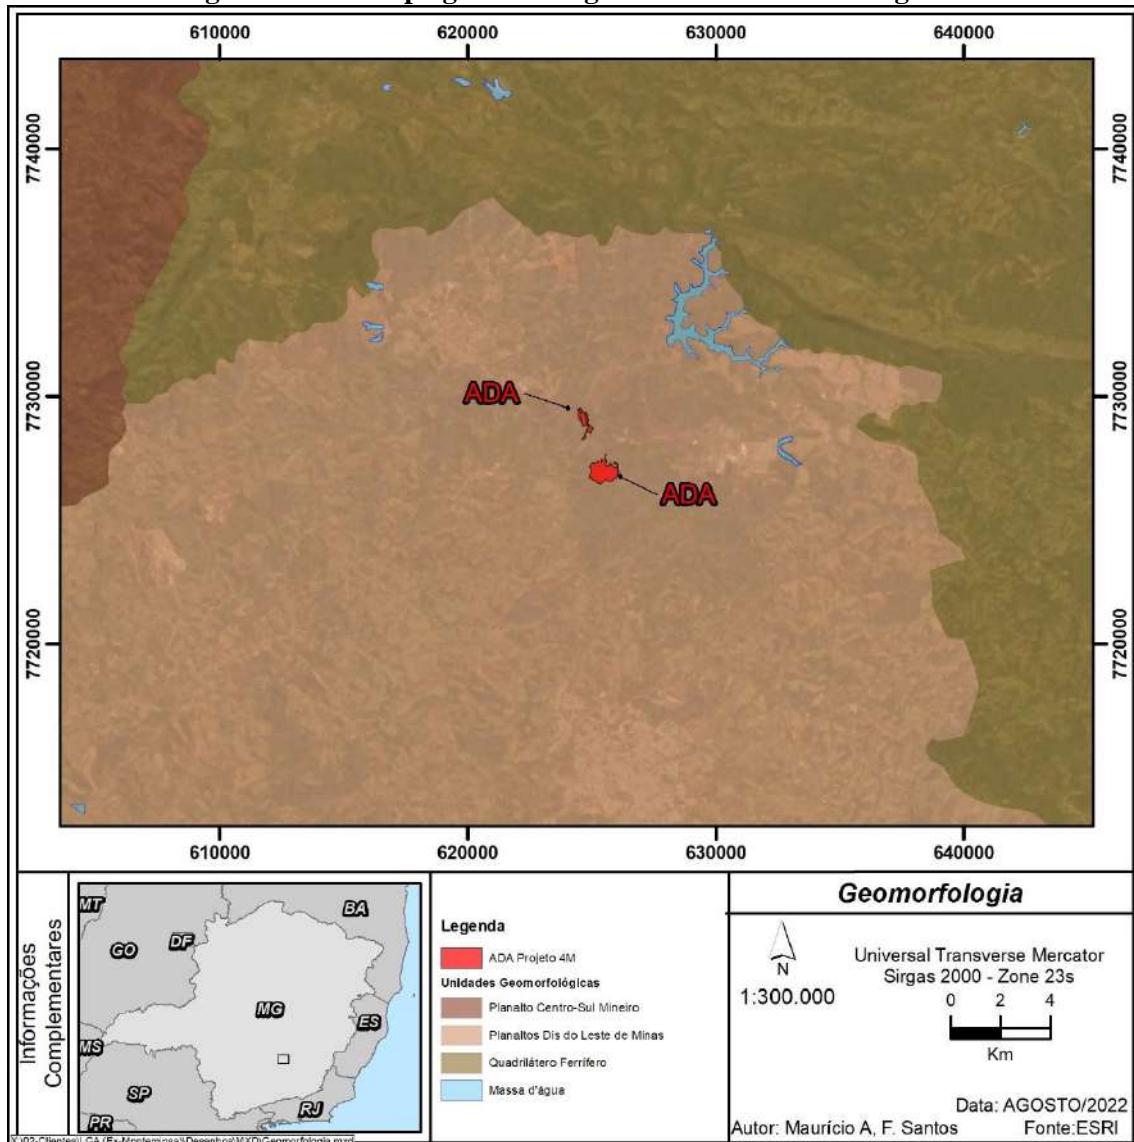 610000 620000 630000 640000
7740000 7740000
7730000 7730000
7720000 7720000
ADA
ADA
610000 620000 630000 640000
Informações
Complementares
MT
BA
GO
DF
MG
ES
MS
SP
RJ
PR
Legenda
ADA Projeto 4M
Unidades Geomorfológicas
Planalto Centro-Sul Mineiro
Planaltos Dis do Leste de Minas
Quadrilátero Ferrífero
Massa d'água
Geomorfologia
N
1:300.000
Universal Transverse Mercator
Sirgas 2000 - Zone 23s
0 2 4
Km
Data: AGOSTO/2022
Autor: Maurício A, F. Santos Fonte:ESRI